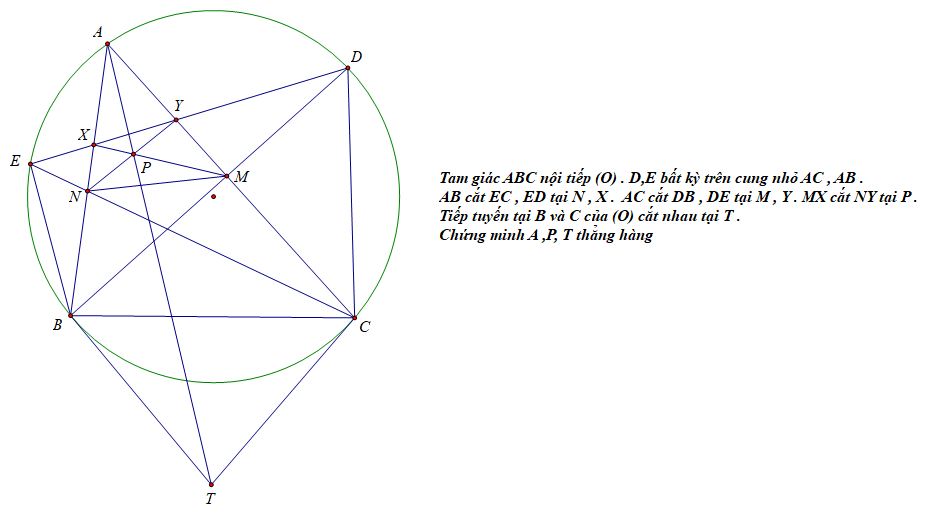 A
D
Y
X
E
P
M
N
B
C
T
Tam giác ABC nội tiếp (O) . D,E bất kỳ trên cung nhỏ AC , AB .
AB cắt EC , ED tại N , X . AC cắt DB , DE tại M , Y . MX cắt NY tại P .
Tiếp tuyến tại B và C của (O) cắt nhau tại T .
Chứng minh A ,P, T thẳng hàng